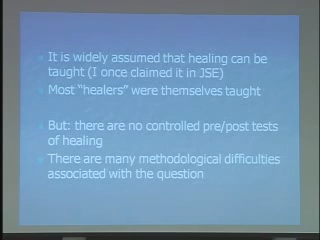 It is widely assumed that healing can be
taught (I once claimed it in JSE)
Most “healers” were themselves taught
But: there are no controlled pre/post tests
of healing
There are many methodological difficulties
associated with the question